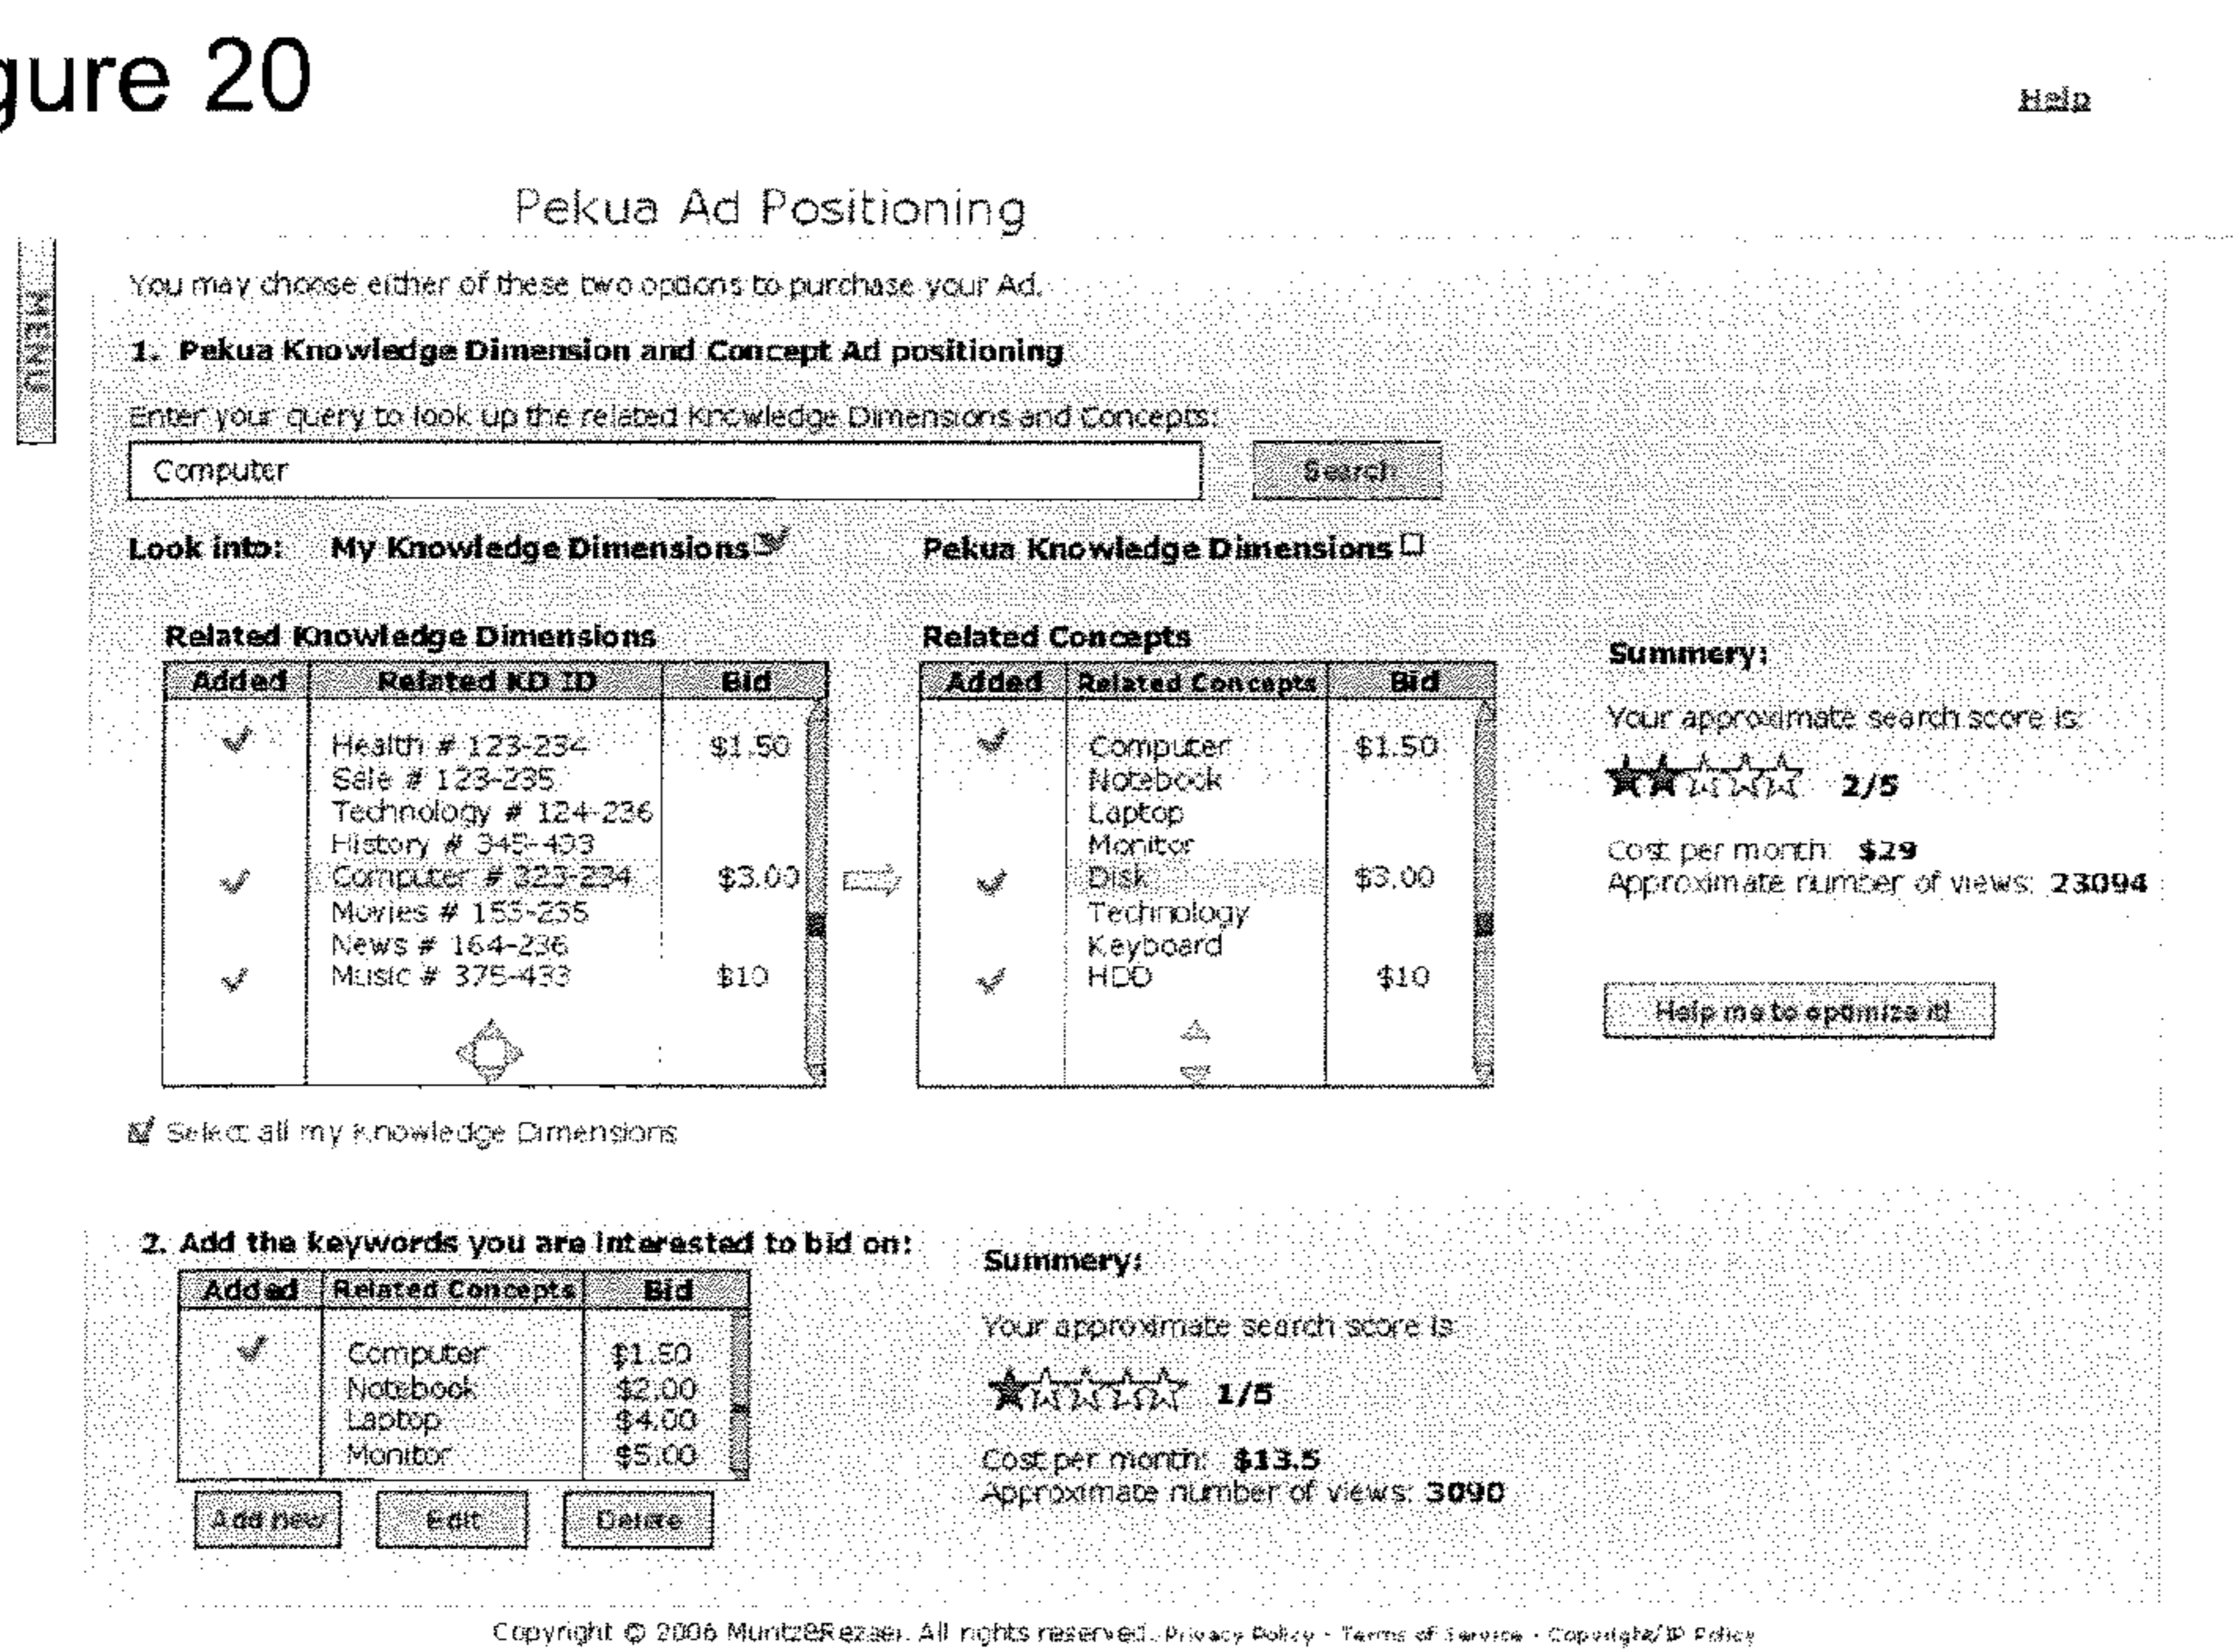 gure 20
Help
Pekua Ad Positioning
MENU
You may choose either of these two options to purchase your Ad.
1. Pekua Knowledge Dimension and Concept Ad positioning
Enter your query to look up the related Knowledge Dimensions and Concepts:
Computer Search
Look into: My Knowledge Dimensions Pekua Knowledge Dimensions
Related Knowledge Dimensions
Added Related KD ID Bid
Health # 123-234 $1.50
Sale # 123-235
Technology # 124-236
History # 345-433
Computer # 323-234 $3.00
Movies # 155-235
News # 164-236
Music # 375-433 $10
Select all my Knowledge Dimensions
Related Concepts
Added Related Concepts Bid
Computer $1.50
Notebook
Laptop
Monitor
Disk $3.00
Technology
Keyboard
HDD $10
Summery:
Your approximate search score is:
2/5
Cost per month: $29
Approximate number of views: 23094
Help me to optimize it!
2. Add the keywords you are interested to bid on:
Added Related Concepts Bid
Computer $1.50
Notebook $2.00
Laptop $4.00
Monitor $5.00
Add new Edit Delete
Summery:
Your approximate search score is
1/5
Cost per month: $13.5
Approximate number of views: 3090
Copyright © 2006 Muntz&Rezaei. All rights reserved. Privacy Policy - Terms of Service - Copyright/IP Policy